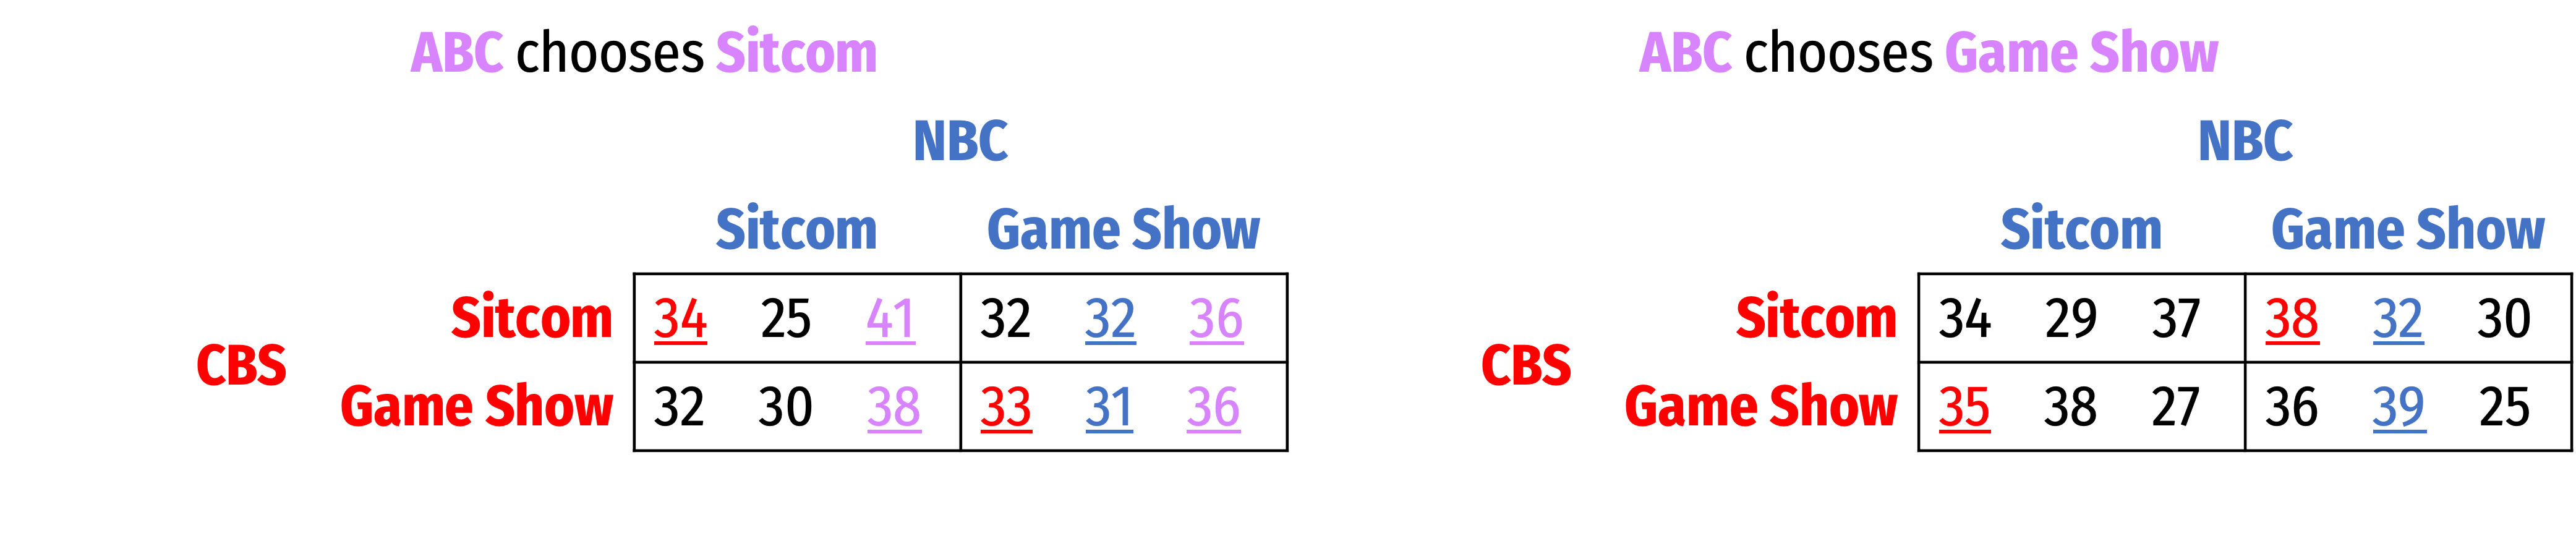 ABC chooses Sitcom
NBC
Sitcom Game Show
CBS
Sitcom 34 25 41 32 32 36
Game Show 32 30 38 33 31 36
ABC chooses Game Show
NBC
Sitcom Game Show
CBS
Sitcom 34 29 37 38 32 30
Game Show 35 38 27 36 39 25